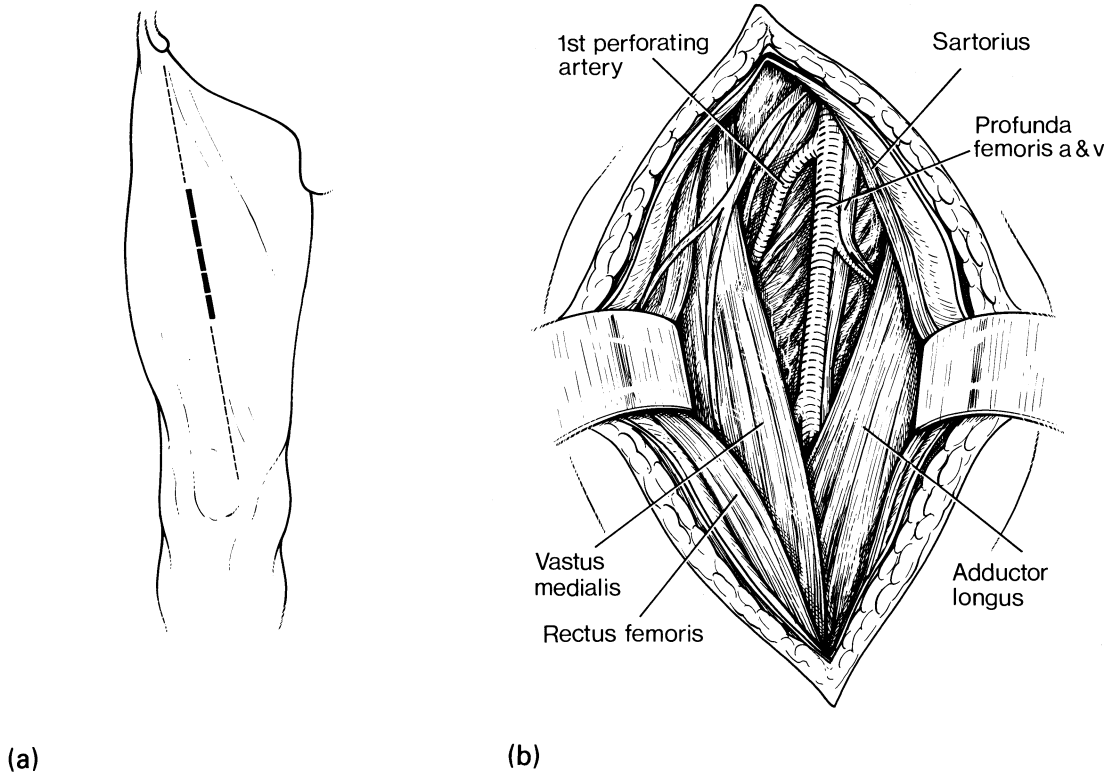 1st perforating
artery
Sartorius
Profunda
femoris a & v
Vastus
medialis
Rectus femoris
Adductor
longus
(a)
(b)